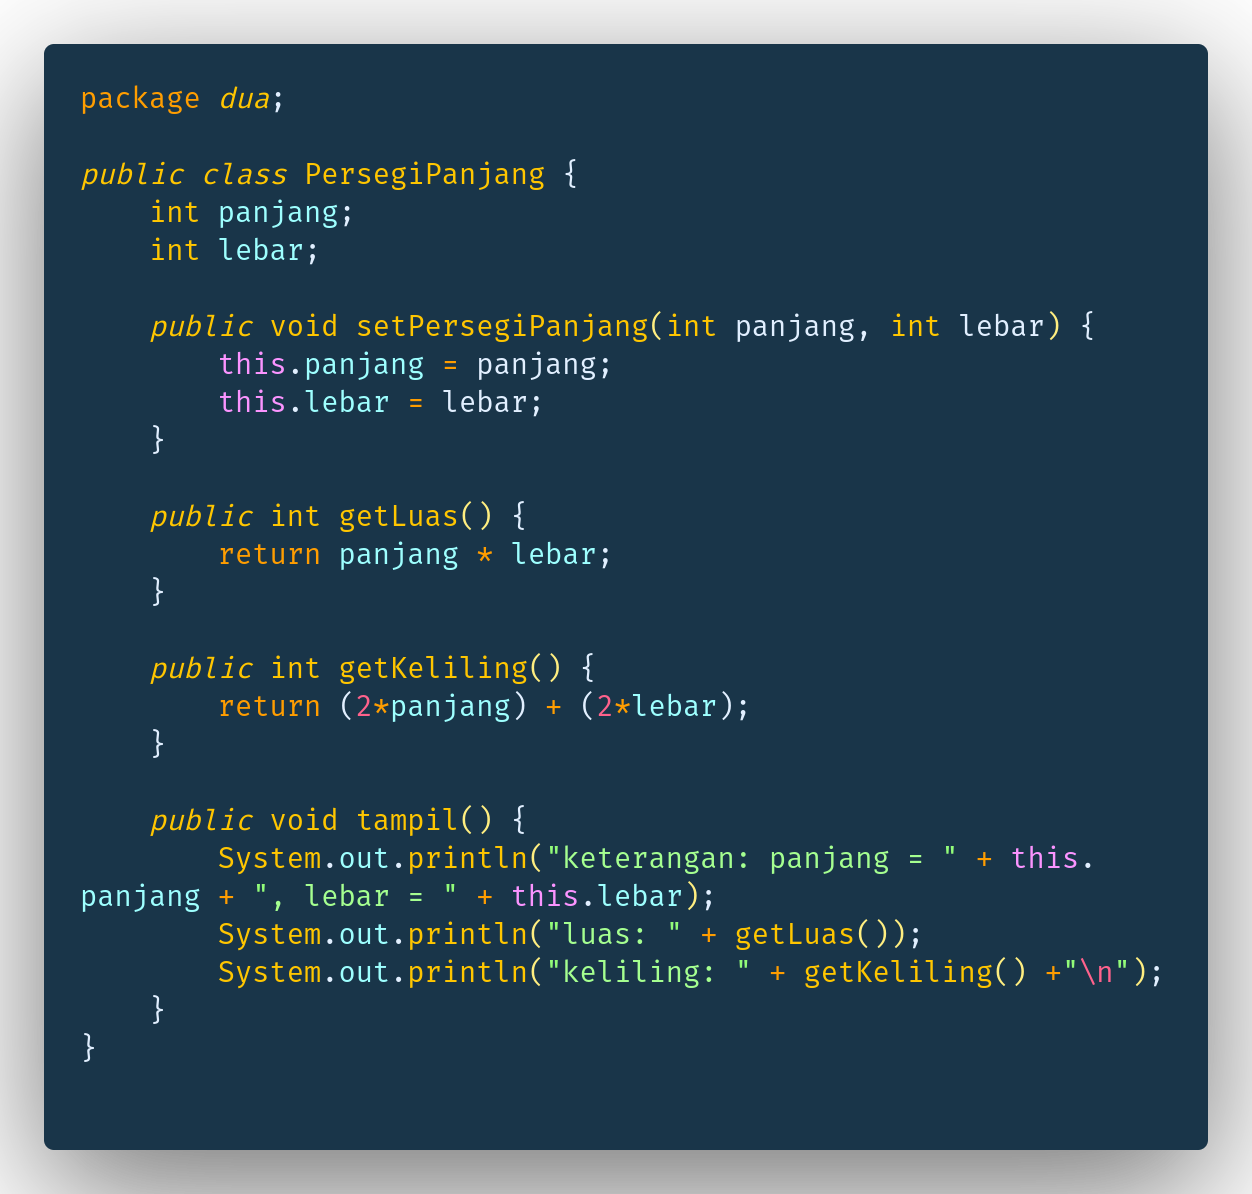 package dua;
public class PersegiPanjang {
    int panjang;
    int lebar;
    public void setPersegiPanjang(int panjang, int lebar) {
        this.panjang = panjang;
        this.lebar = lebar;
    }
    public int getLuas() {
        return panjang * lebar;
    }
    public int getKeliling() {
        return (2*panjang) + (2*lebar);
    }
    public void tampil() {
        System.out.println("keterangan: panjang = " + this.
panjang + ", lebar = " + this.lebar);
        System.out.println("luas: " + getLuas());
        System.out.println("keliling: " + getKeliling() +"\n");
    }
}